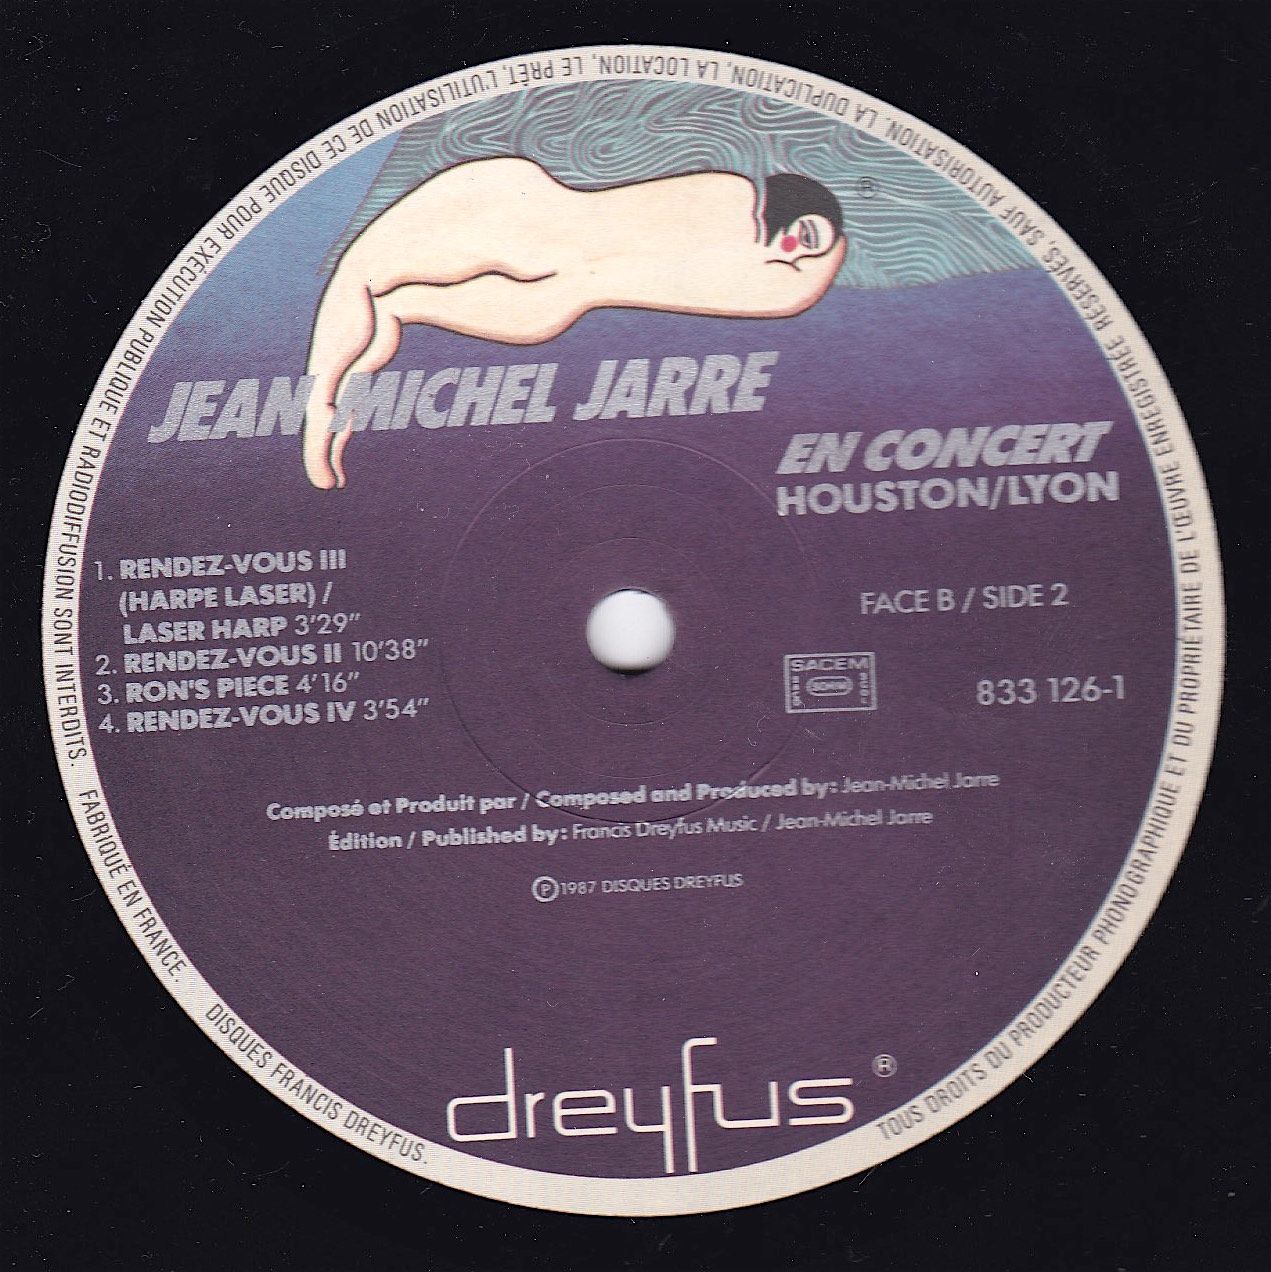 JEAN MICHEL JARRE
EN CONCERT
HOUSTON/LYON
1. RENDEZ-VOUS III
(HARPE LASER) /
LASER HARP 3'29"
2. RENDEZ-VOUS II 10'38"
3. RON'S PIECE 4'16"
4. RENDEZ-VOUS IV 3'54"
FACE B / SIDE 2
SACEM
833 126-1
Composé et Produit par / Composed and Produced by: Jean-Michel Jarre
Édition / Published by: Francis Dreyfus Music / Jean-Michel Jarre
℗ 1987 DISQUES DREYFUS
dreyfus ®
®
TOUS DROITS DU PRODUCTEUR PHONOGRAPHIQUE ET DU PROPRIÉTAIRE DE L'ŒUVRE ENREGISTRÉE RÉSERVÉS, SAUF AUTORISATION, LA DUPLICATION, LA LOCATION, LE PRÊT, L'UTILISATION DE CE DISQUE POUR EXÉCUTION PUBLIQUE ET RADIODIFFUSION SONT INTERDITS. FABRIQUÉ EN FRANCE. DISQUES FRANCIS DREYFUS.